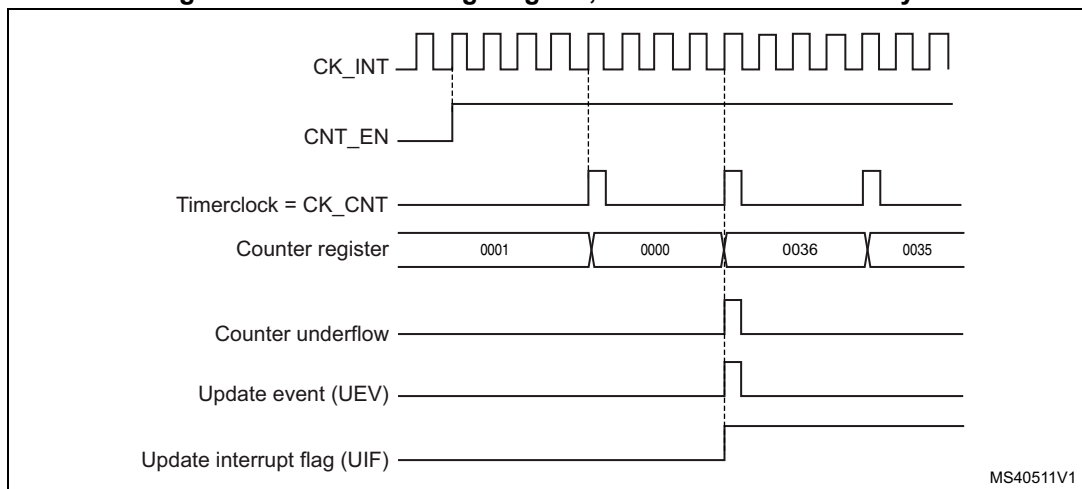 CK_INT
CNT_EN
Timerclock = CK_CNT
Counter register 0001 0000 0036 0035
Counter underflow
Update event (UEV)
Update interrupt flag (UIF)
MS40511V1